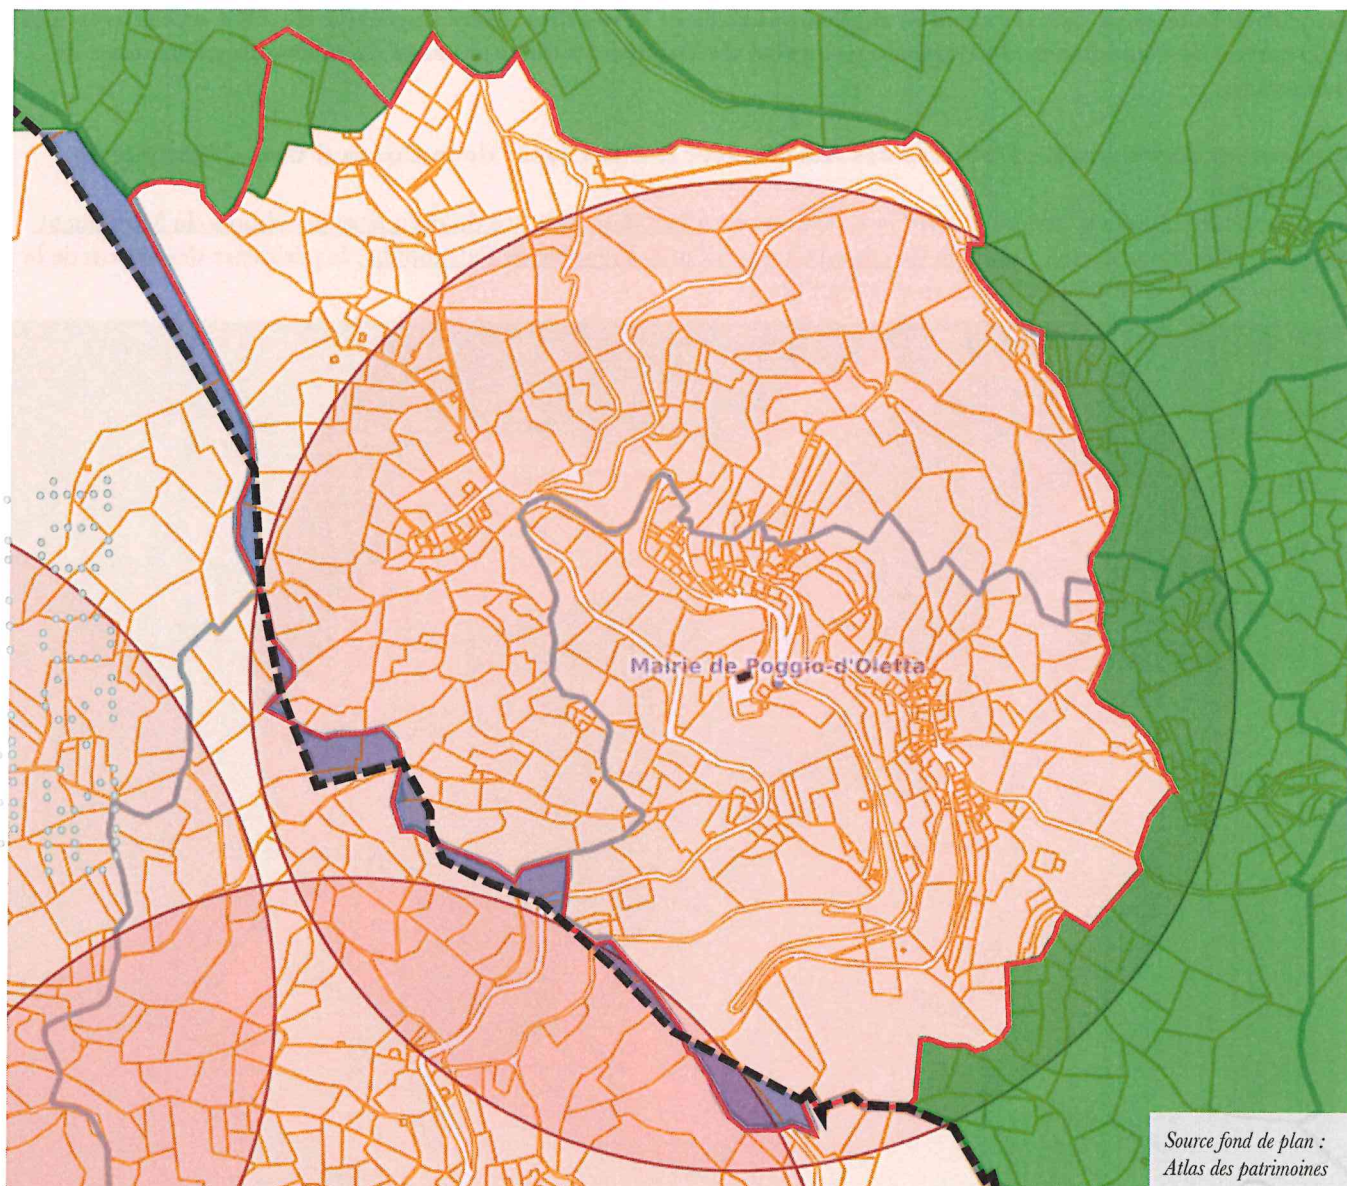 Mairie de Poggio-d'Oletta
Source fond de plan :
Atlas des patrimoines